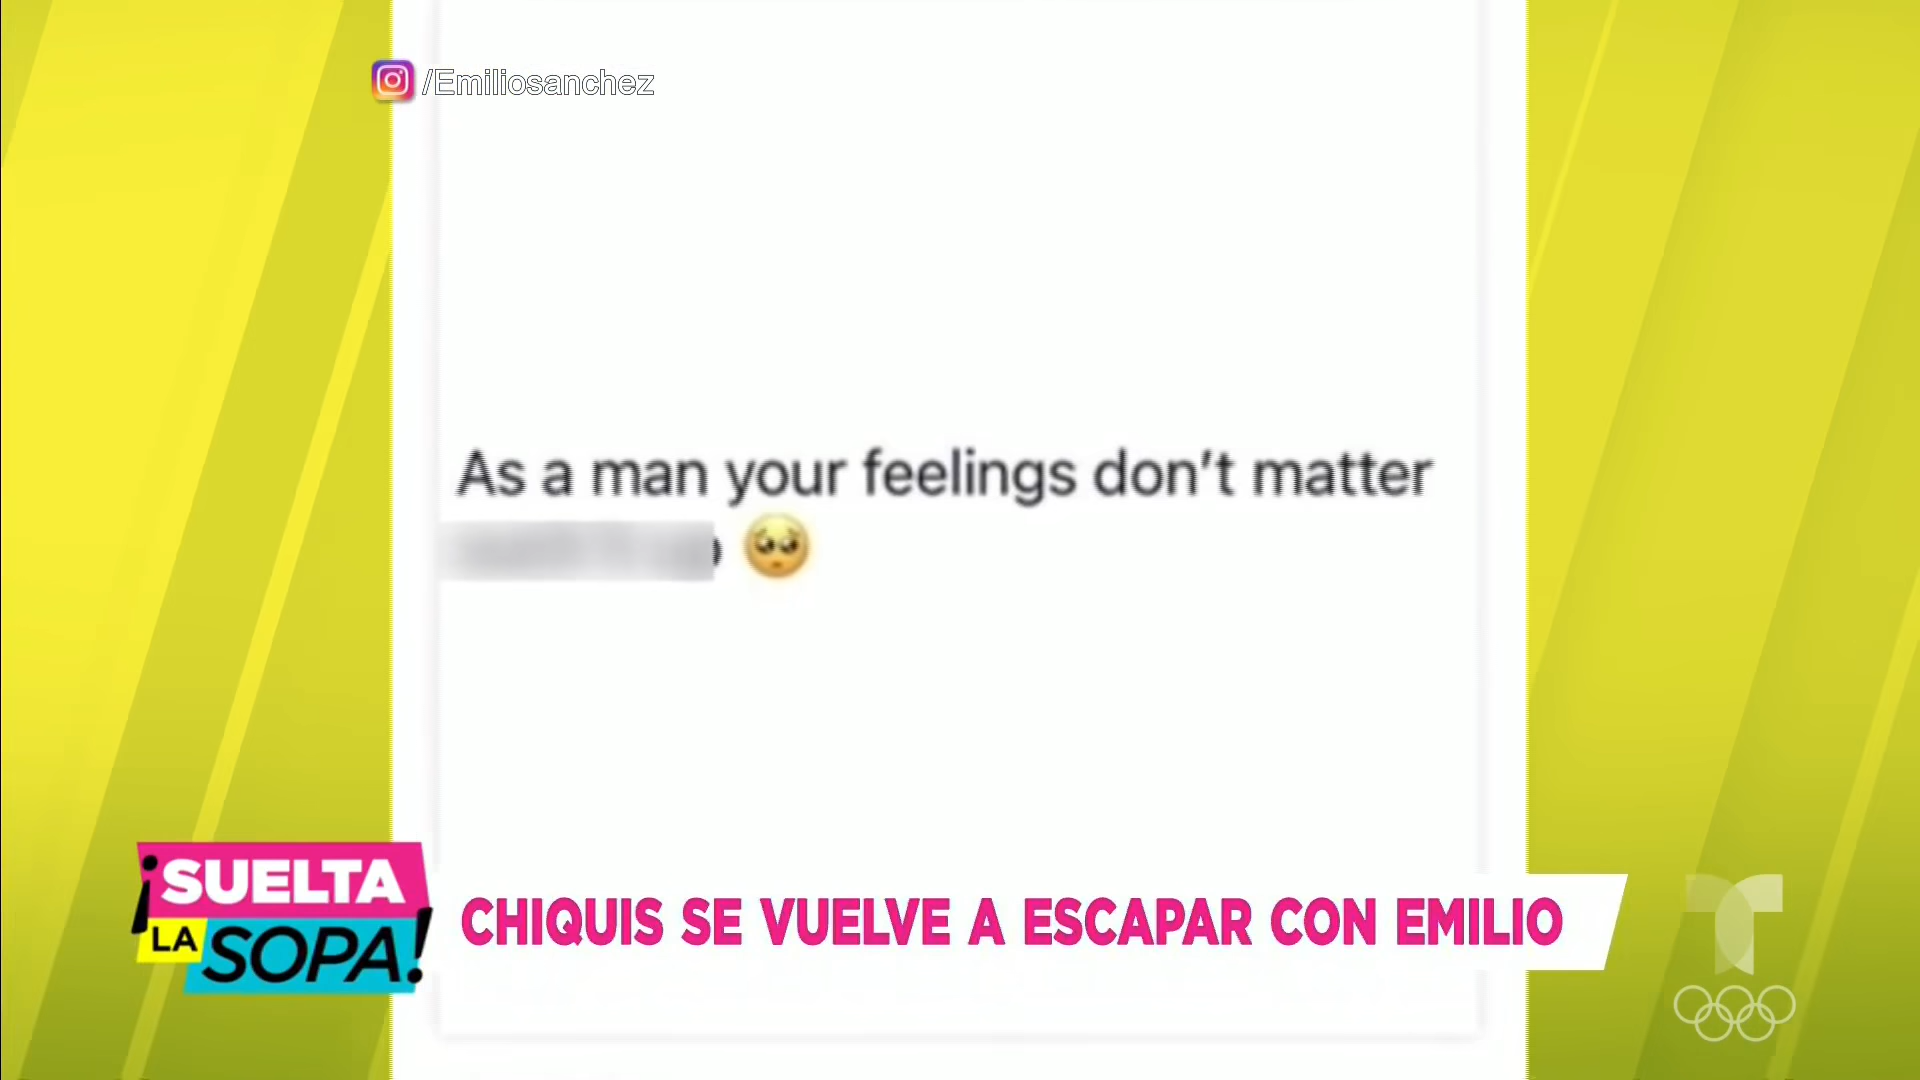 /Emiliosanchez
As a man your feelings don't matter
🥺
¡SUELTA
LA
SOPA!
CHIQUIS SE VUELVE A ESCAPAR CON EMILIO